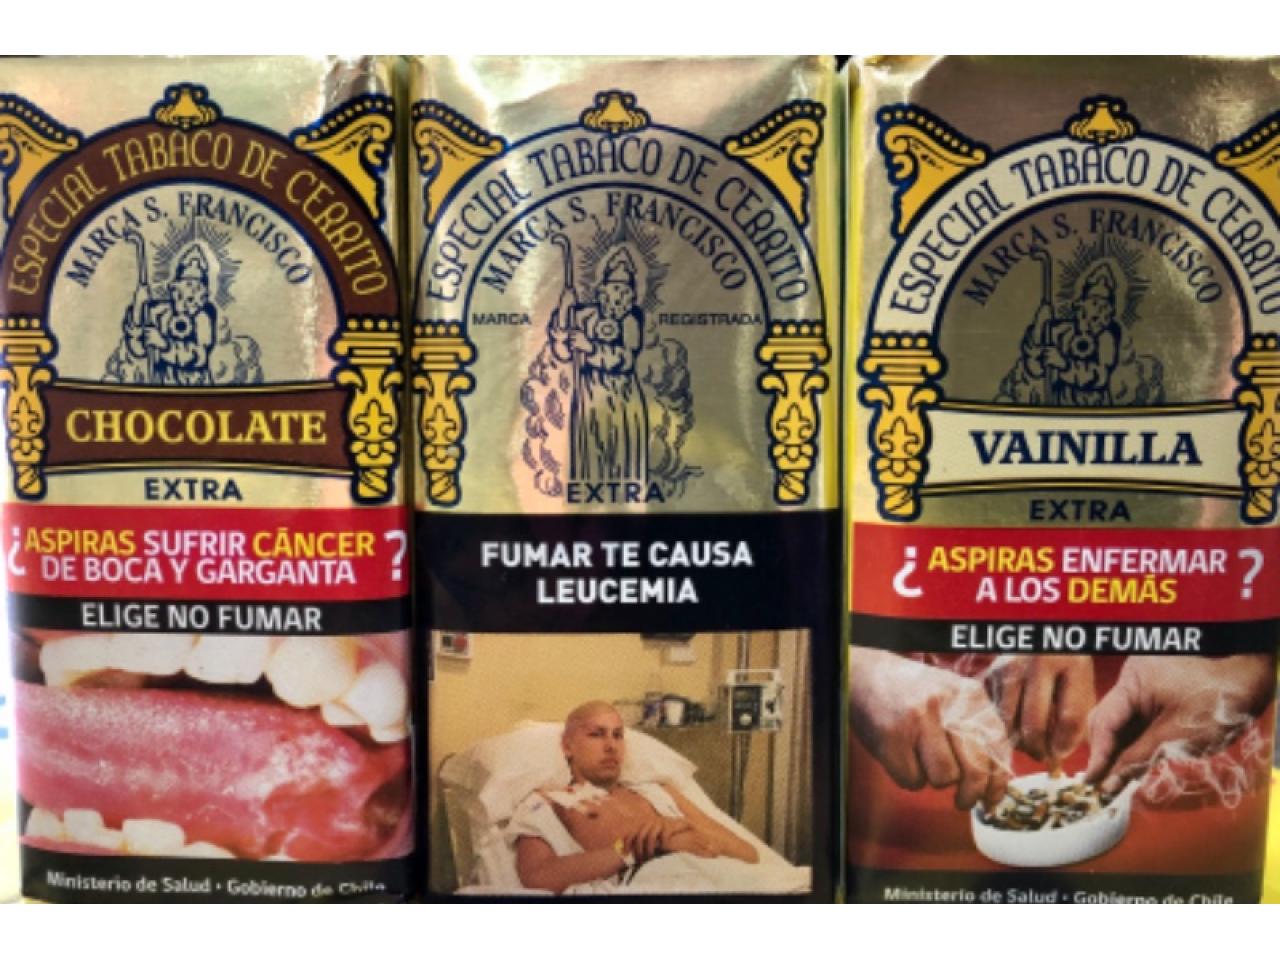 ESPECIAL TABACO DE CERRITO
MARCA S. FRANCISCO
CHOCOLATE
EXTRA
¿ASPIRAS SUFRIR CÁNCER
DE BOCA Y GARGANTA?
ELIGE NO FUMAR
Ministerio de Salud · Gobierno de Chile
ESPECIAL TABACO DE CERRITO
MARCA S. FRANCISCO
MARCA REGISTRADA
EXTRA
FUMAR TE CAUSA
LEUCEMIA
ESPECIAL TABACO DE CERRITO
MARCA S. FRANCISCO
VAINILLA
EXTRA
¿ASPIRAS ENFERMAR
A LOS DEMÁS?
ELIGE NO FUMAR
Ministerio de Salud · Gobierno de Chile